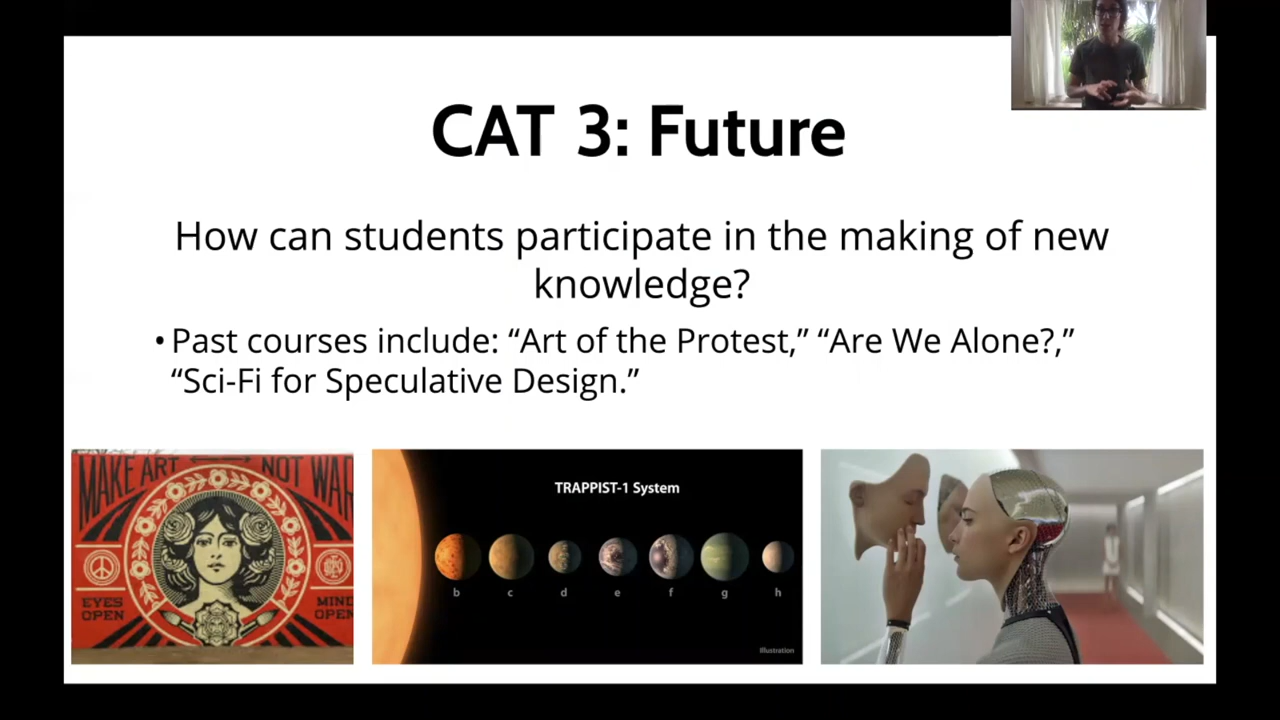 CAT 3: Future
How can students participate in the making of new
knowledge?
• Past courses include: “Art of the Protest,” “Are We Alone?,”
“Sci-Fi for Speculative Design.”
MAKE ART NOT WAR
EYES
OPEN
MIND
OPEN
TRAPPIST-1 System
b c d e f g h
Illustration